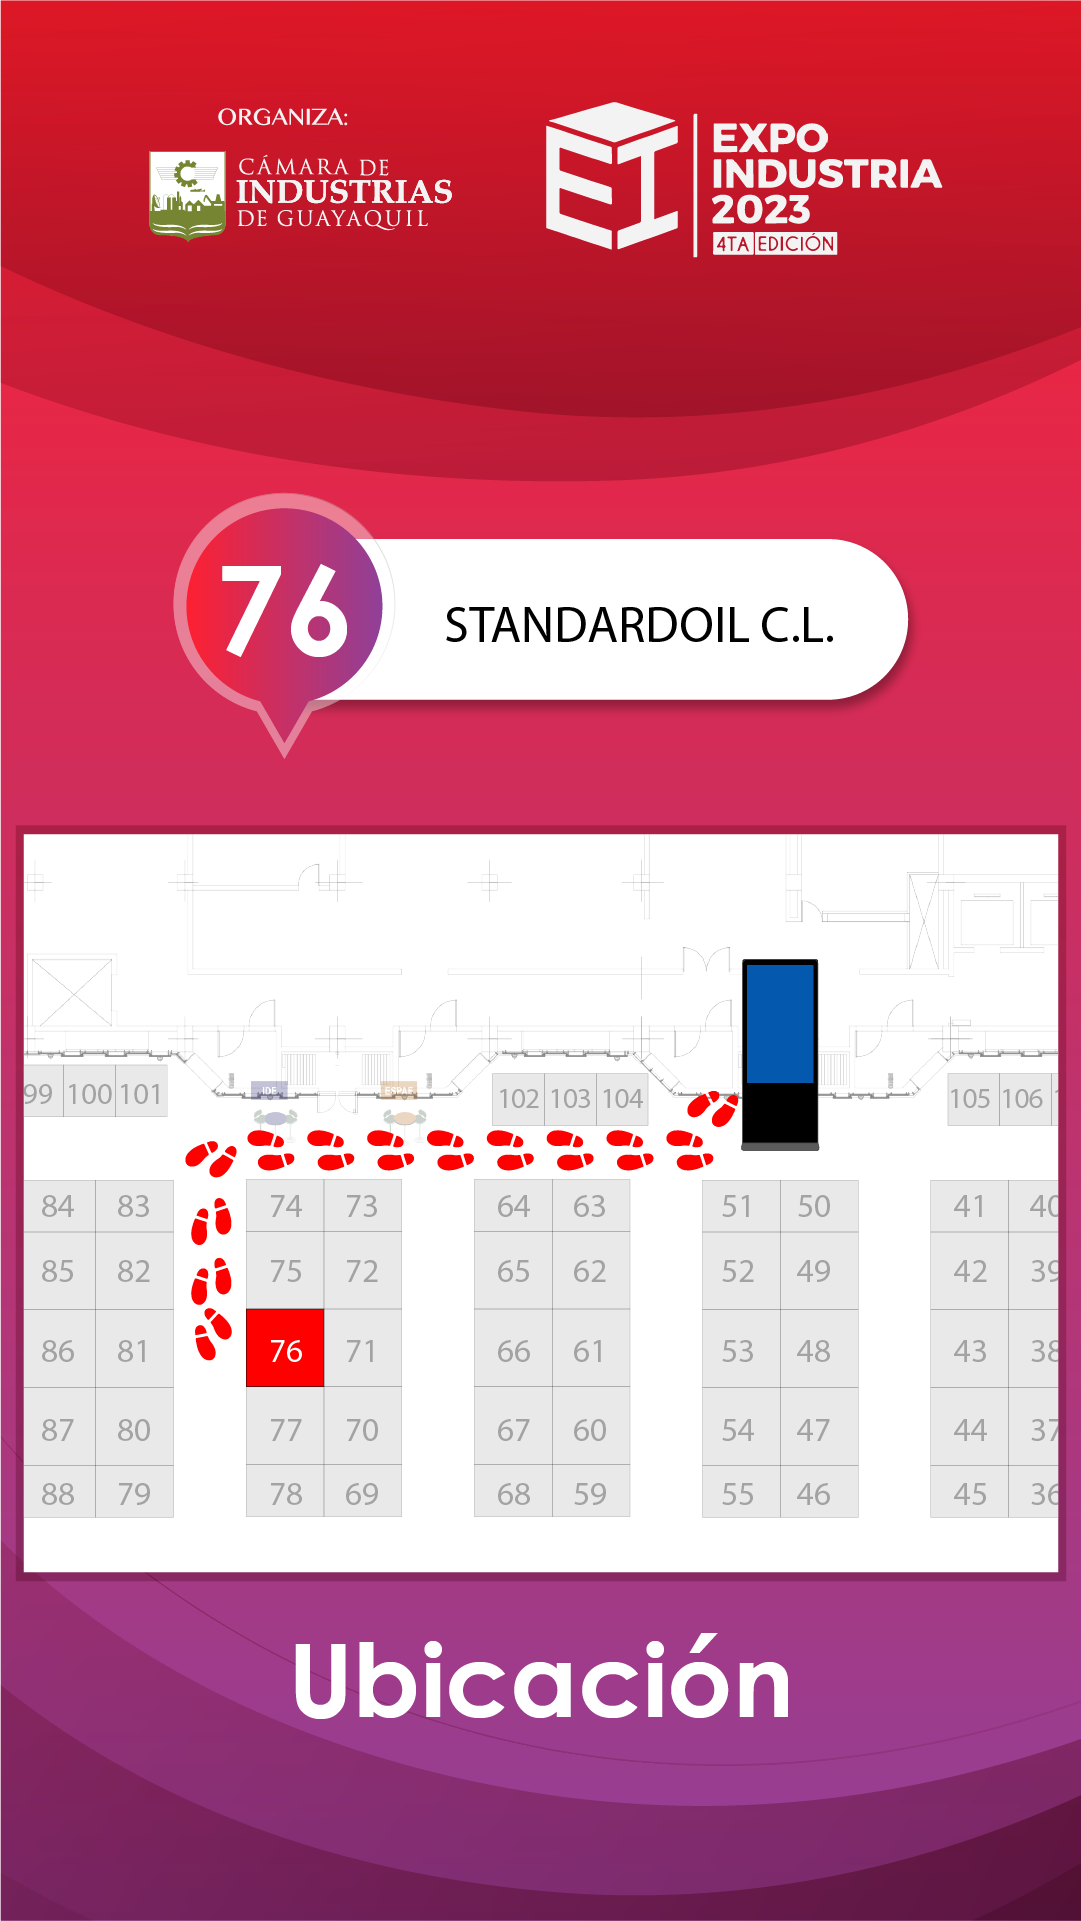 ORGANIZA:
CÁMARA DE
INDUSTRIAS
DE GUAYAQUIL
EXPO
INDUSTRIA
2023
4TA EDICIÓN
76
STANDARDOIL C.L.
IDE
ESPAE
99 100 101
102 103 104
105 106
84 83 74 73 64 63 51 50 41 40
85 82 75 72 65 62 52 49 42 39
86 81 76 71 66 61 53 48 43 38
87 80 77 70 67 60 54 47 44 37
88 79 78 69 68 59 55 46 45 36
Ubicación